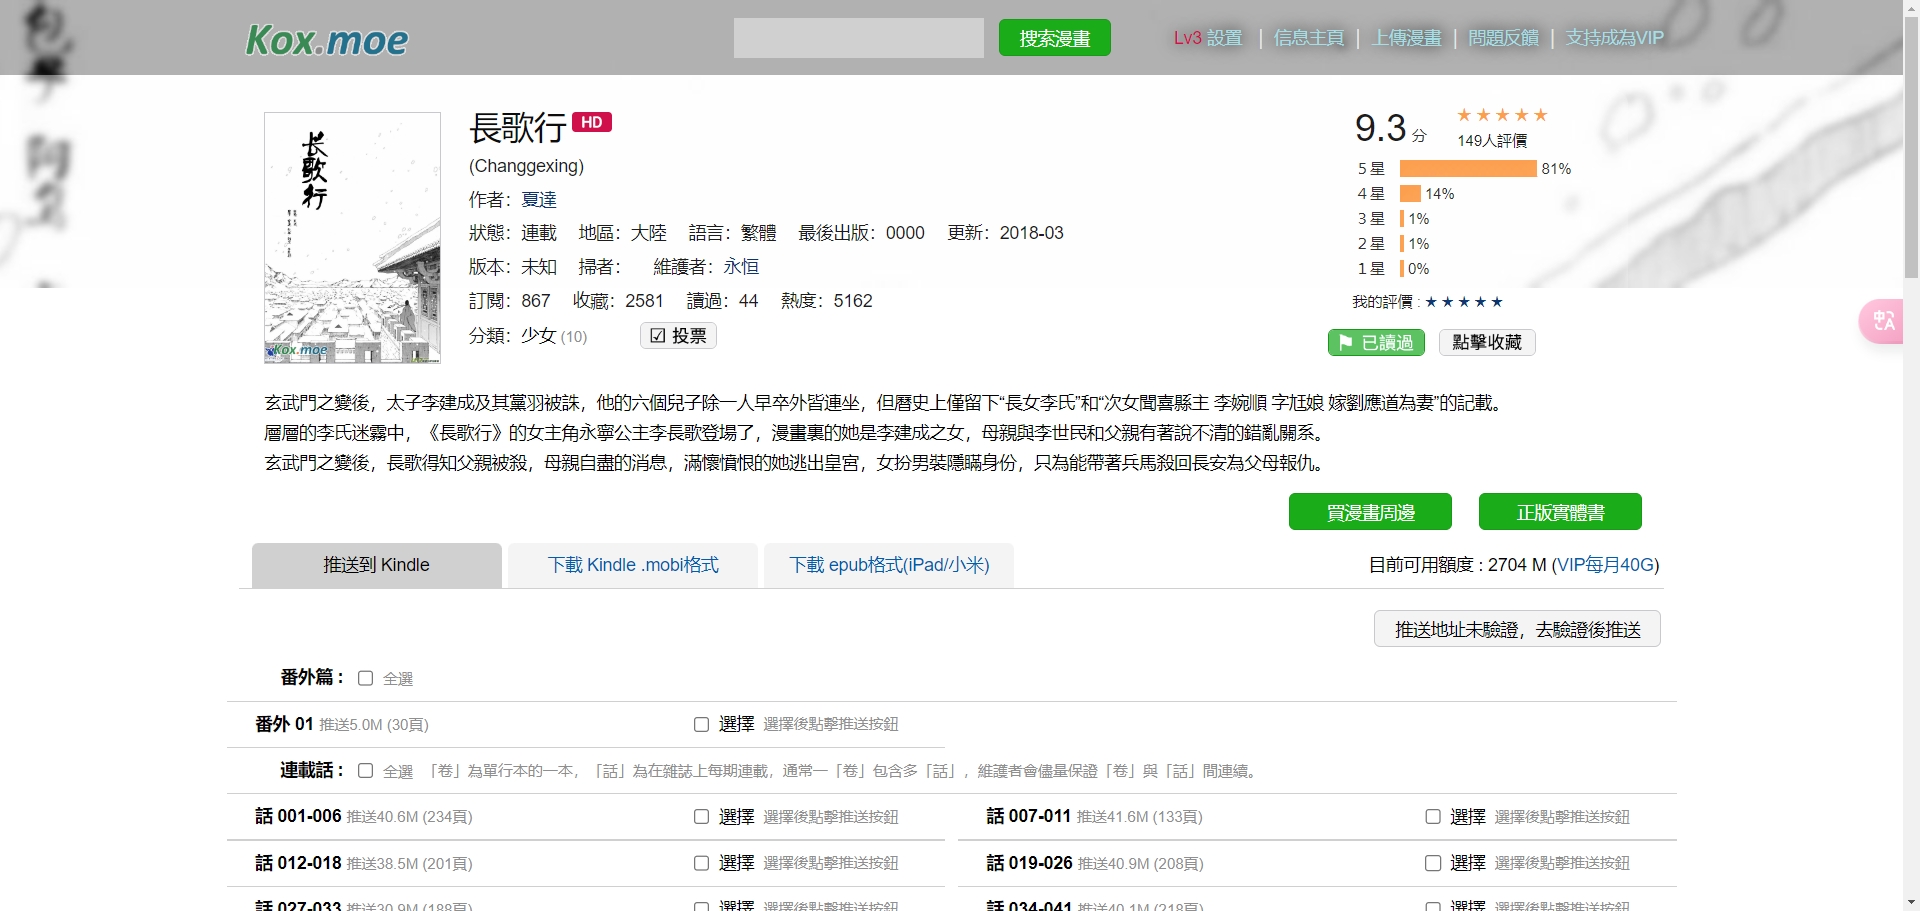 Kox.moe
搜索漫畫
Lv3 設置 | 信息主頁 | 上傳漫畫 | 問題反饋 | 支持成為VIP
長歌行
長歌行 HD
(Changgexing)
作者：夏達
狀態：連載 地區：大陸 語言：繁體 最後出版：0000 更新：2018-03
版本：未知 掃者： 維護者：永恒
訂閱：867 收藏：2581 讀過：44 熱度：5162
分類：少女 (10) 投票
Kox.moe
9.3 分
149人評價
5 星 81%
4 星 14%
3 星 1%
2 星 1%
1 星 0%
我的評價 : ★★★★★
已讀過 點擊收藏
玄武門之變後，太子李建成及其黨羽被誅，他的六個兒子除一人早卒外皆連坐，但曆史上僅留下“長女李氏”和“次女聞喜縣主 李婉順 字尪娘 嫁劉應道為妻”的記載。
層層的李氏迷霧中，《長歌行》的女主角永寧公主李長歌登場了，漫畫裏的她是李建成之女，母親與李世民和父親有著說不清的錯亂關系。
玄武門之變後，長歌得知父親被殺，母親自盡的消息，滿懷憤恨的她逃出皇宮，女扮男裝隱瞞身份，只為能帶著兵馬殺回長安為父母報仇。
買漫畫周邊 正版實體書
推送到 Kindle 下載 Kindle .mobi格式 下載 epub格式(iPad/小米) 目前可用額度 : 2704 M (VIP每月40G)
推送地址未驗證，去驗證後推送
番外篇： 全選
番外 01 推送5.0M (30頁) 選擇 選擇後點擊推送按鈕
連載話： 全選 「卷」為單行本的一本，「話」為在雜誌上每期連載，通常一「卷」包含多「話」，維護者會儘量保證「卷」與「話」間連續。
話 001-006 推送40.6M (234頁) 選擇 選擇後點擊推送按鈕 話 007-011 推送41.6M (133頁) 選擇 選擇後點擊推送按鈕
話 012-018 推送38.5M (201頁) 選擇 選擇後點擊推送按鈕 話 019-026 推送40.9M (208頁) 選擇 選擇後點擊推送按鈕
話 027-033 推送30.9M (188頁) 選擇 選擇後點擊推送按鈕 話 034-041 推送40.1M (218頁) 選擇 選擇後點擊推送按鈕